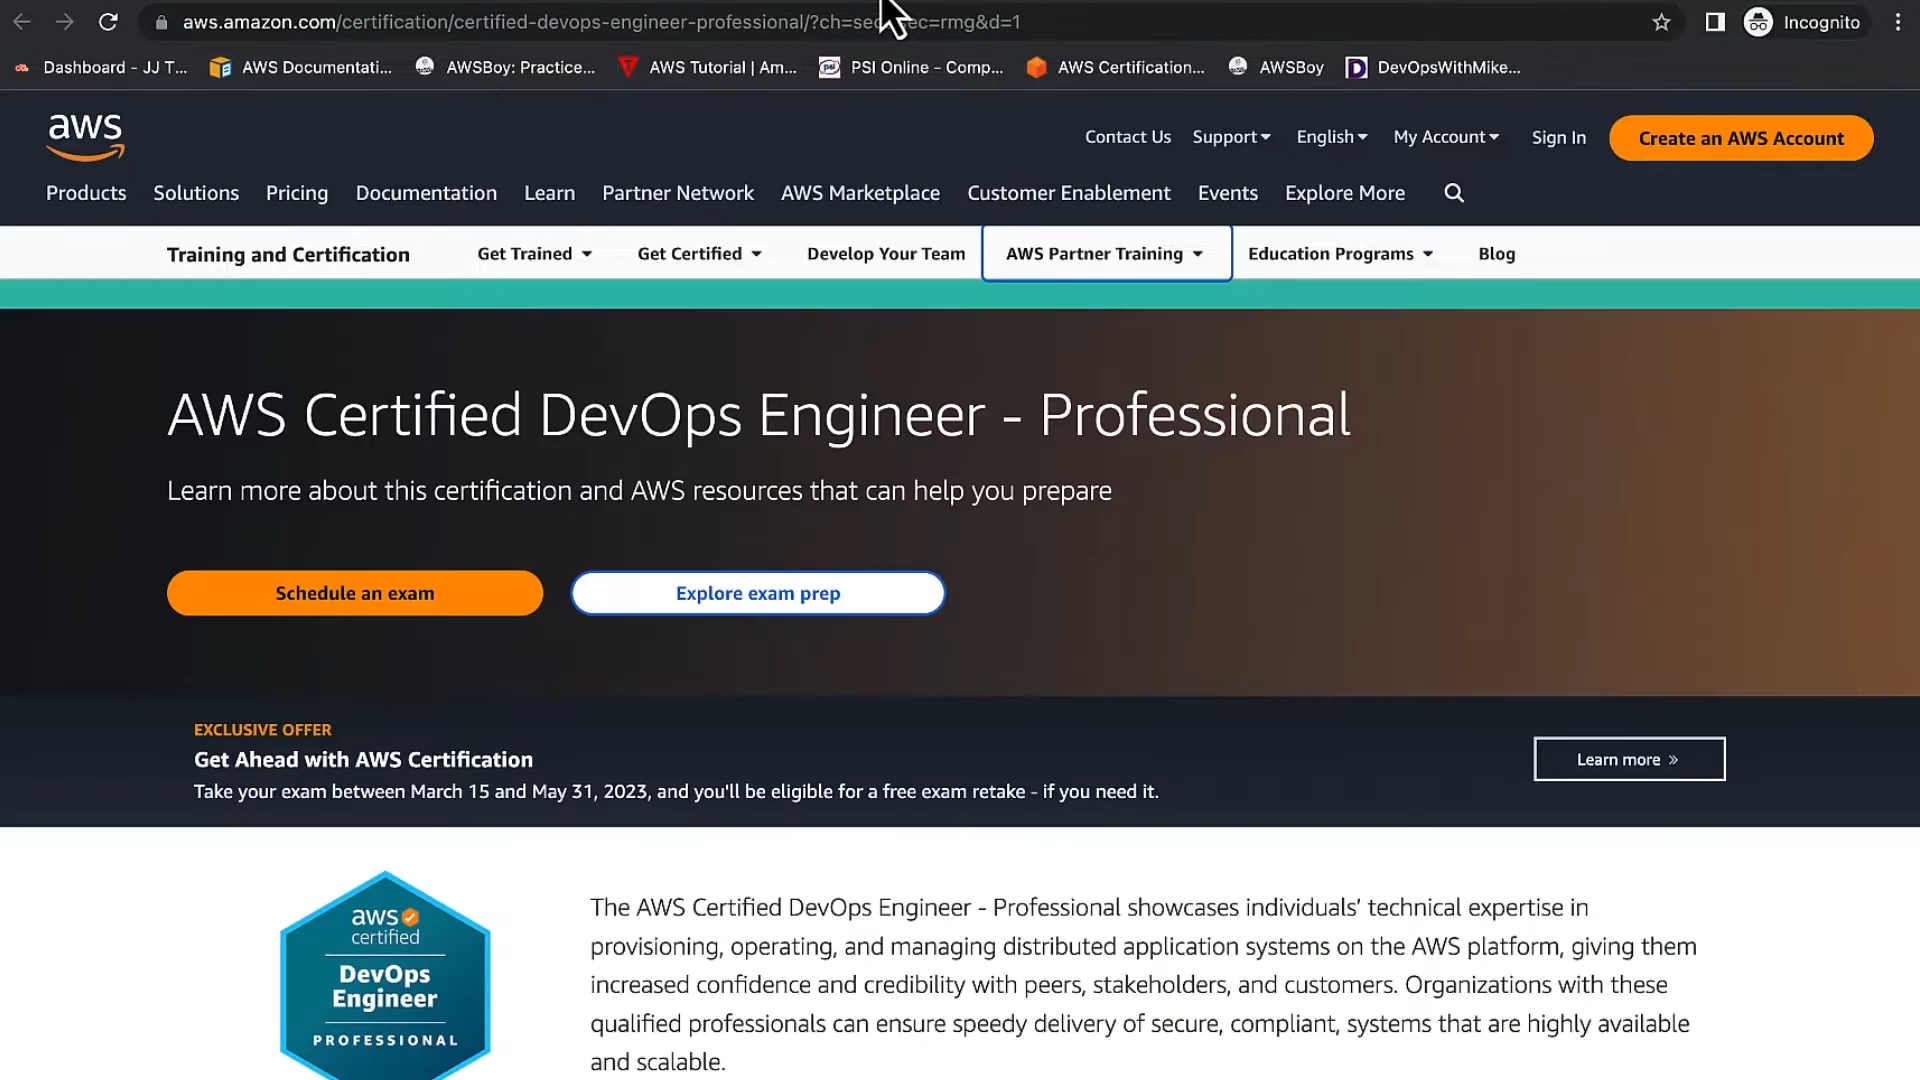 aws.amazon.com/certification/certified-devops-engineer-professional/?ch=sec ec=rmg&d=1
Incognito
Dashboard - JJ T... AWS Documentati... AWSBoy: Practice... AWS Tutorial | Am... PSI Online - Comp... AWS Certification... AWSBoy DevOpsWithMike...
aws
Contact Us Support English My Account Sign In Create an AWS Account
Products Solutions Pricing Documentation Learn Partner Network AWS Marketplace Customer Enablement Events Explore More
Training and Certification Get Trained Get Certified Develop Your Team AWS Partner Training Education Programs Blog
AWS Certified DevOps Engineer - Professional
Learn more about this certification and AWS resources that can help you prepare
Schedule an exam Explore exam prep
EXCLUSIVE OFFER
Get Ahead with AWS Certification
Take your exam between March 15 and May 31, 2023, and you'll be eligible for a free exam retake - if you need it.
Learn more »
aws
certified
DevOps
Engineer
PROFESSIONAL
The AWS Certified DevOps Engineer - Professional showcases individuals’ technical expertise in
provisioning, operating, and managing distributed application systems on the AWS platform, giving them
increased confidence and credibility with peers, stakeholders, and customers. Organizations with these
qualified professionals can ensure speedy delivery of secure, compliant, systems that are highly available
and scalable.